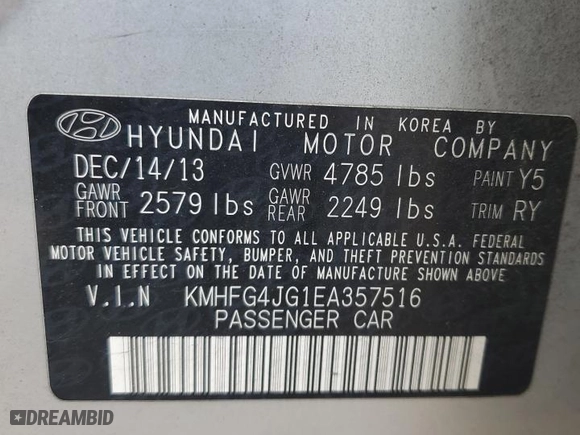 MANUFACTURED IN KOREA BY
HYUNDAI MOTOR COMPANY
DEC/14/13 GVWR 4785 lbs PAINT Y5
GAWR FRONT 2579 lbs GAWR REAR 2249 lbs TRIM RY
THIS VEHICLE CONFORMS TO ALL APPLICABLE U.S.A. FEDERAL
MOTOR VEHICLE SAFETY, BUMPER, AND THEFT PREVENTION STANDARDS
IN EFFECT ON THE DATE OF MANUFACTURE SHOWN ABOVE
V.I.N KMHFG4JG1EA357516
PASSENGER CAR
DREAMBID